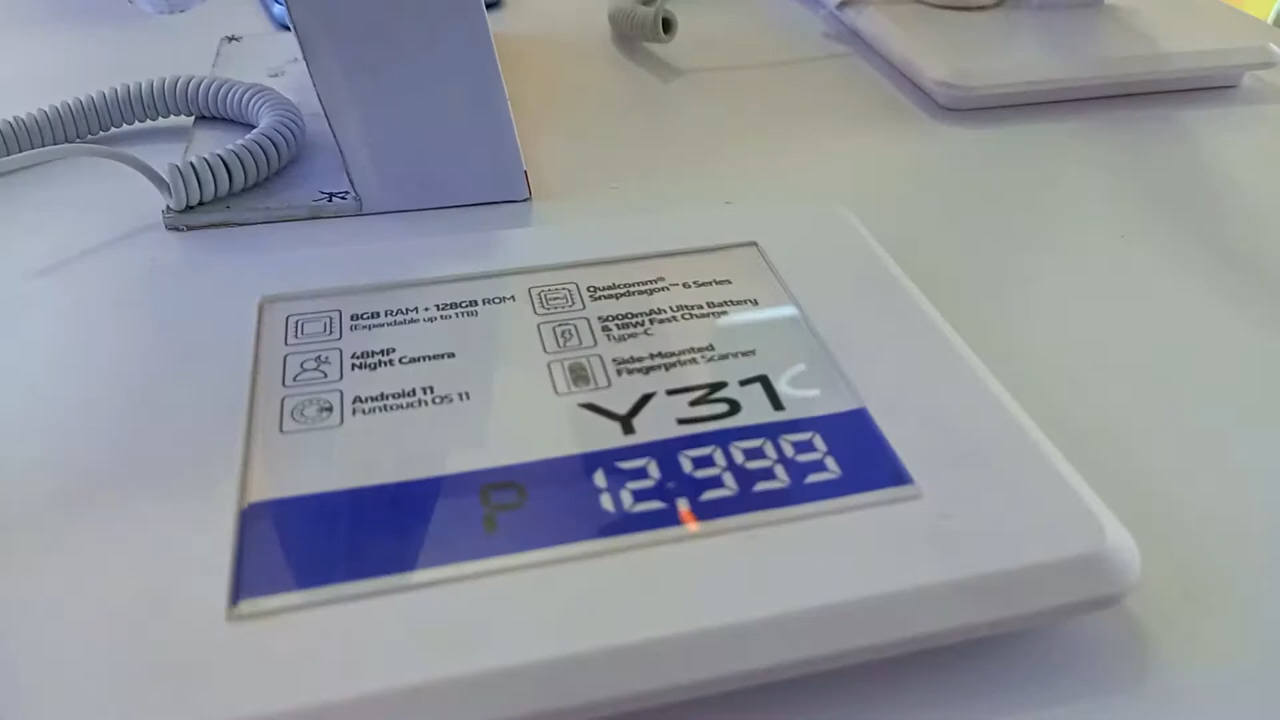 8GB RAM + 128GB ROM
(Expandable up to 1TB)
48MP
Night Camera
Android 11
Funtouch OS 11
Qualcomm®
Snapdragon™ 6 Series
5000mAh Ultra Battery
& 18W Fast Charge
Type-C
Side-Mounted
Fingerprint Scanner
Y31
P 12,999